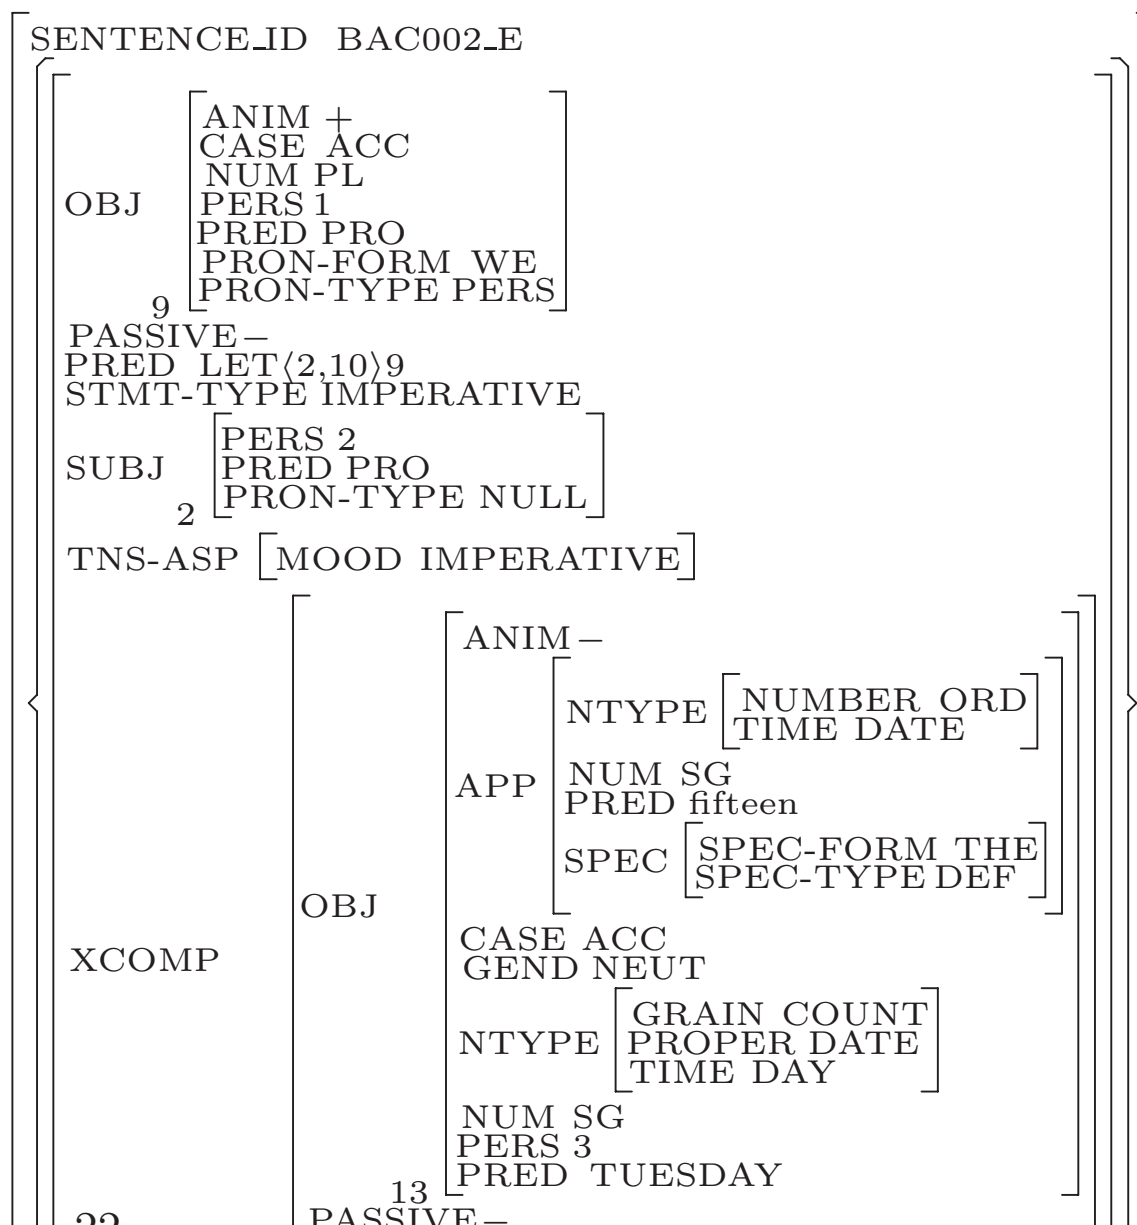 SENTENCE_ID BAC002_E
ANIM +
CASE ACC
NUM PL
OBJ PERS 1
PRED PRO
PRON-FORM WE
9 PRON-TYPE PERS
PASSIVE −
PRED LET⟨2,10⟩9
STMT-TYPE IMPERATIVE
PERS 2
SUBJ PRED PRO
2 PRON-TYPE NULL
TNS-ASP MOOD IMPERATIVE
ANIM −
NTYPE NUMBER ORD
TIME DATE
APP NUM SG
PRED fifteen
SPEC SPEC-FORM THE
SPEC-TYPE DEF
OBJ
CASE ACC
XCOMP GEND NEUT
GRAIN COUNT
NTYPE PROPER DATE
TIME DAY
NUM SG
PERS 3
13 PRED TUESDAY
22 PASSIVE −